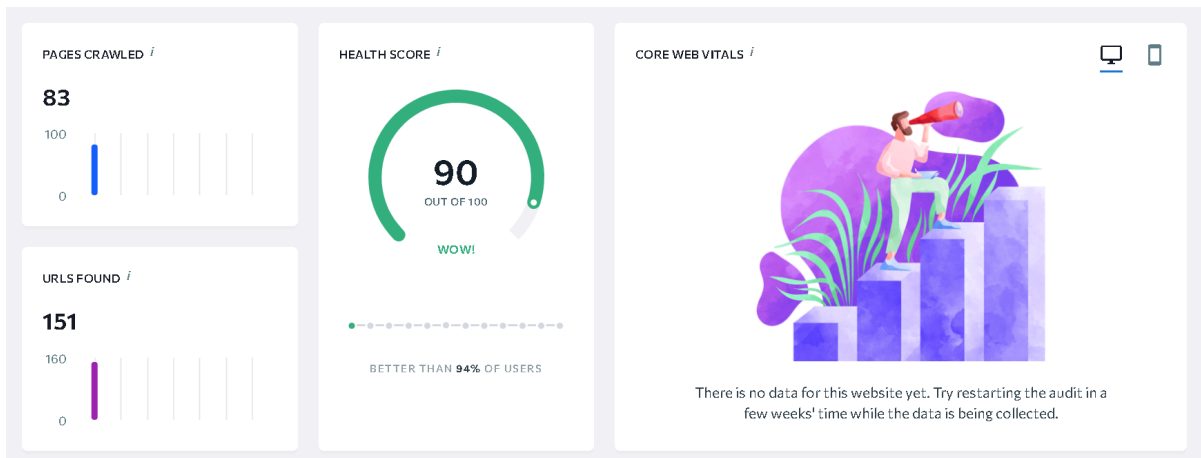 PAGES CRAWLED i
83
100
0
URLS FOUND i
151
160
0
HEALTH SCORE i
90
OUT OF 100
WOW!
BETTER THAN 94% OF USERS
CORE WEB VITALS i
There is no data for this website yet. Try restarting the audit in a
few weeks' time while the data is being collected.